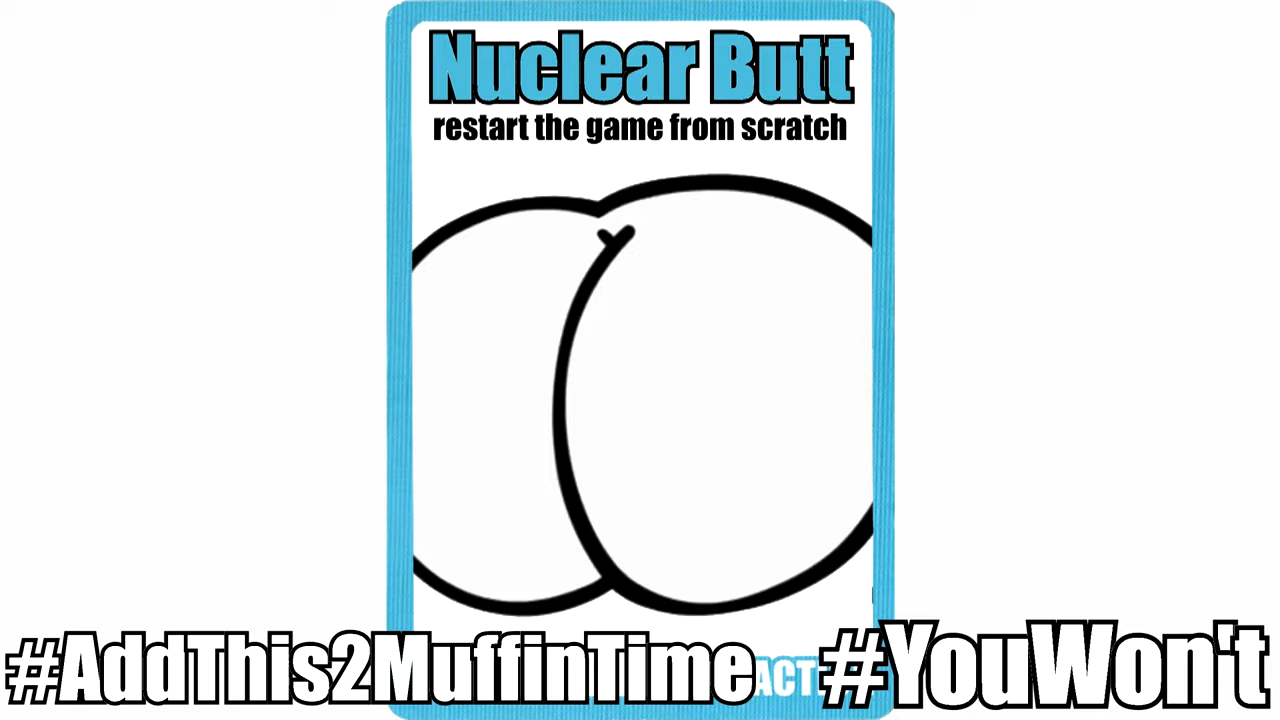 Nuclear Butt
restart the game from scratch
#AddThis2MuffinTime
#YouWon't